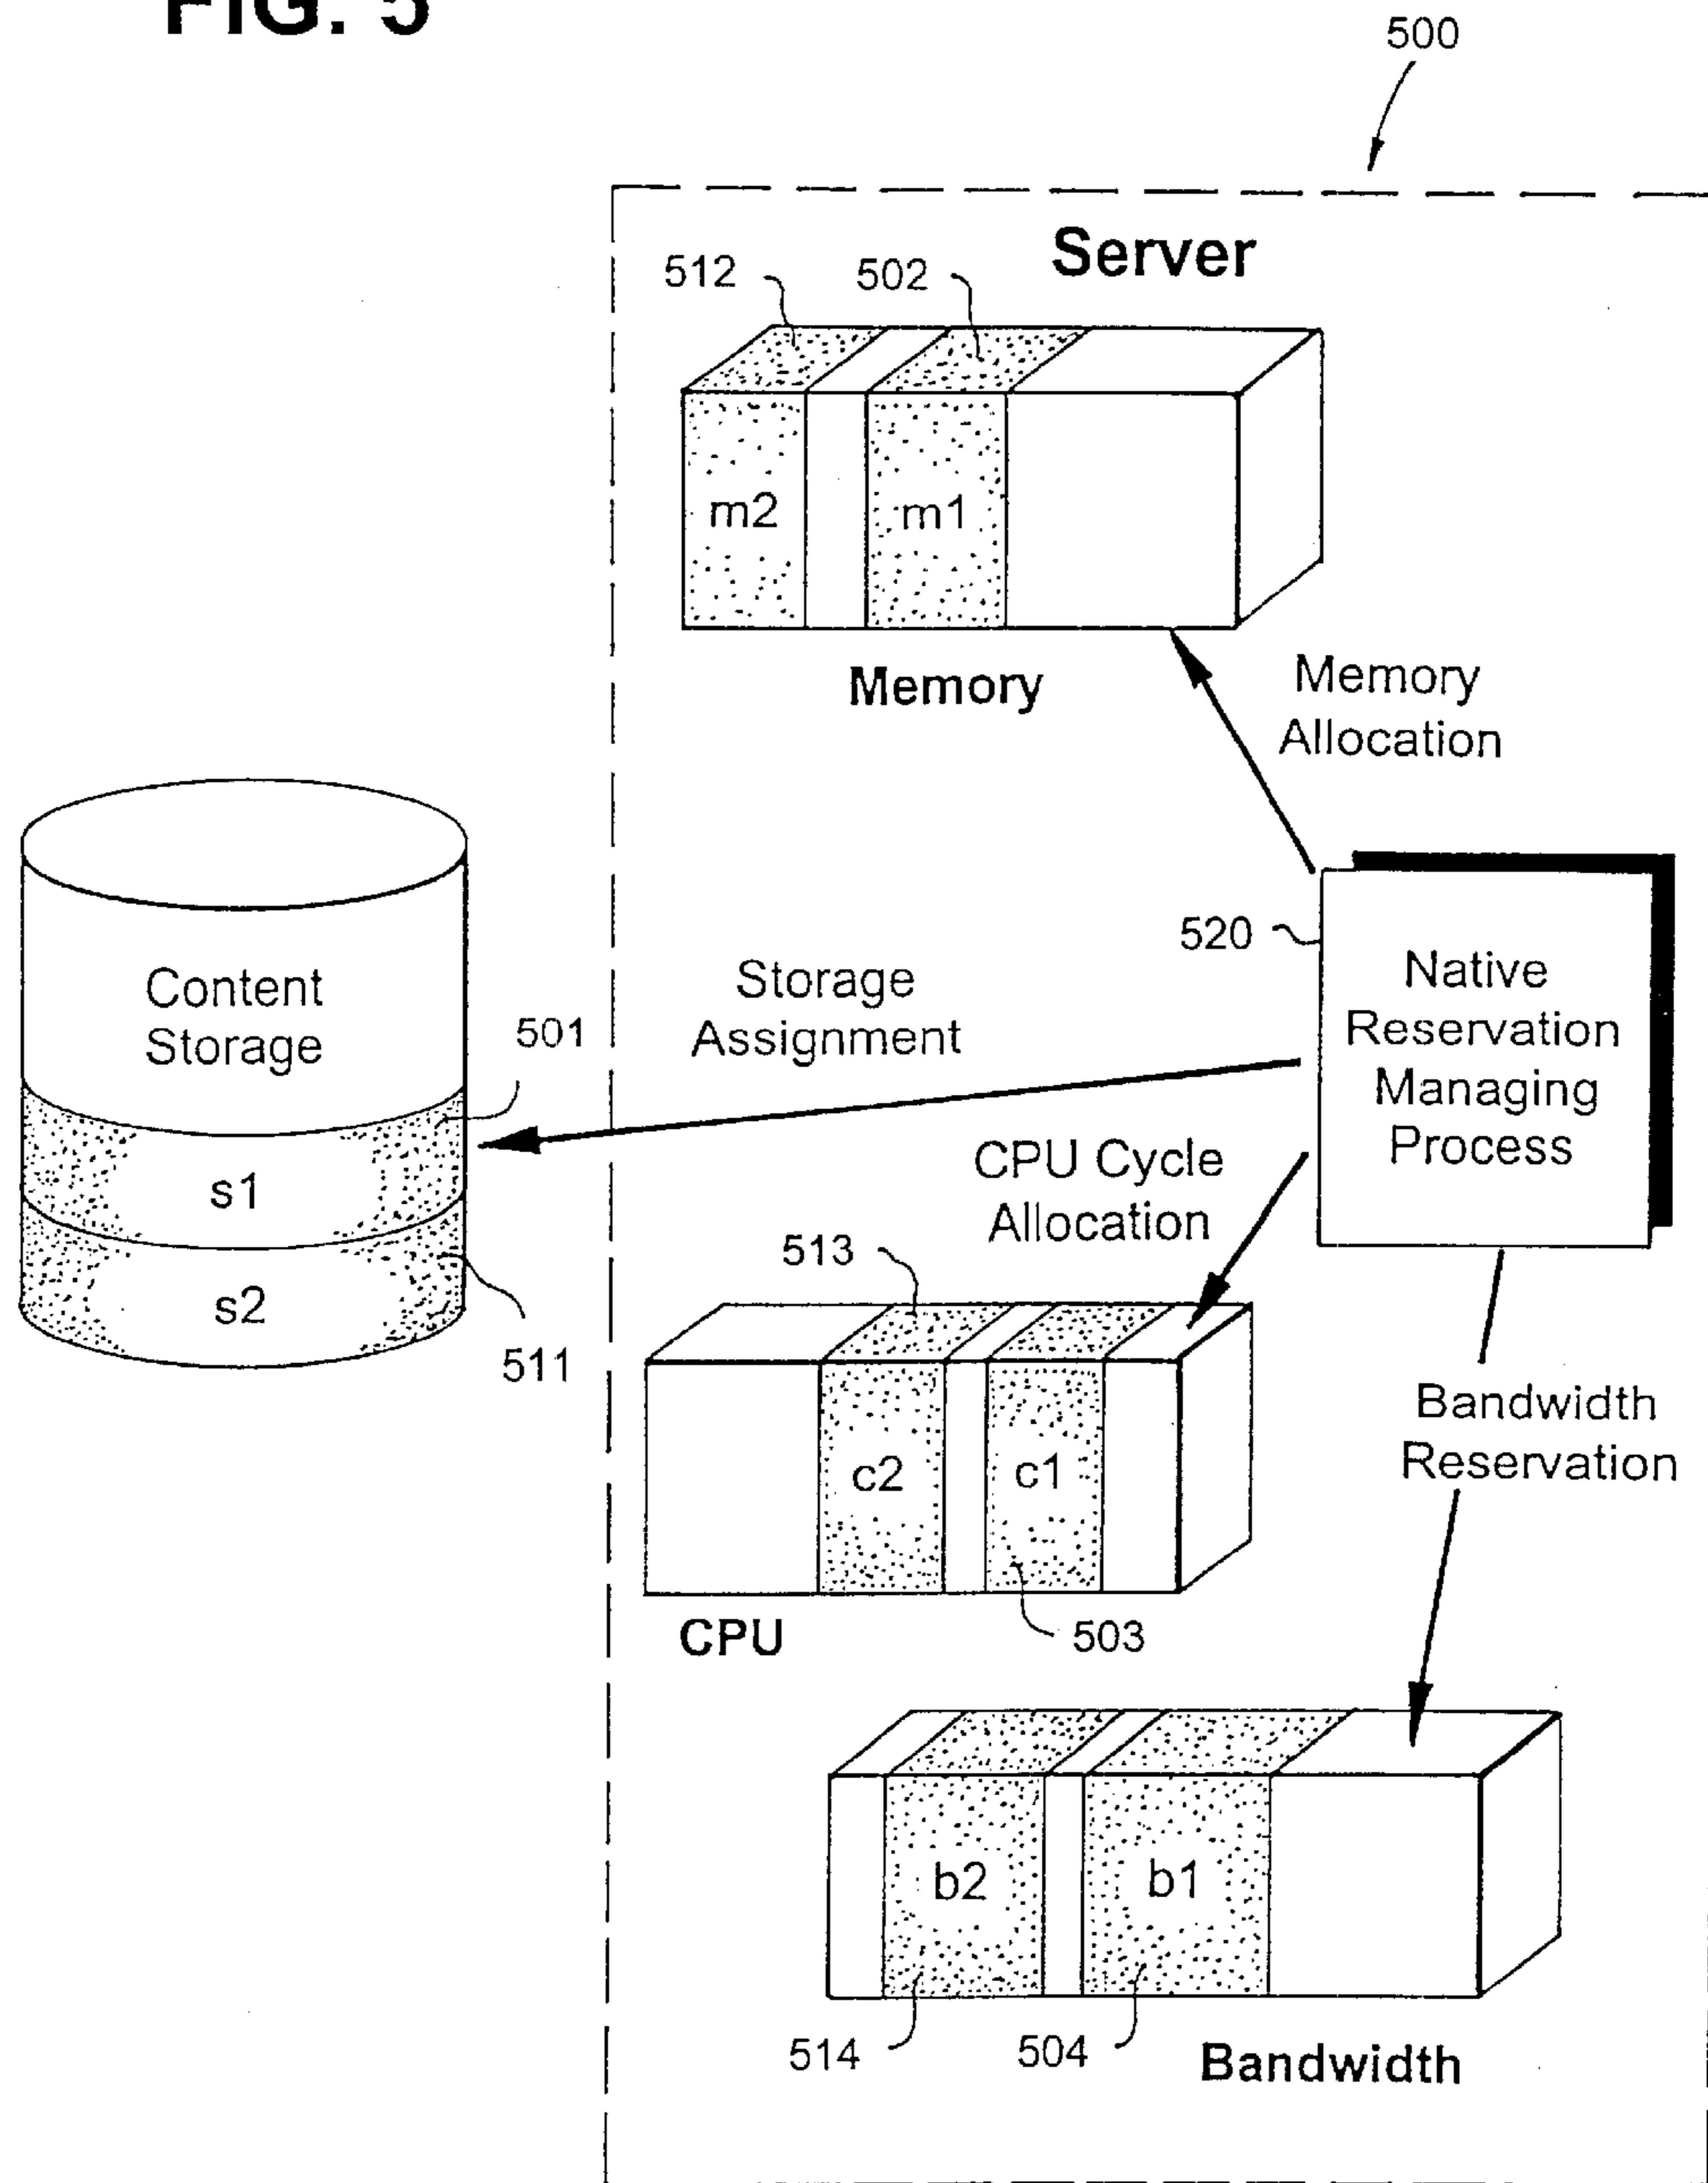 FIG. 5
500
Server
512
502
m2
m1
Memory
Memory
Allocation
520
Native
Reservation
Managing
Process
Content
Storage
501
s1
s2
511
Storage
Assignment
CPU Cycle
Allocation
513
c2
c1
CPU
503
Bandwidth
Reservation
b2
b1
514
504
Bandwidth